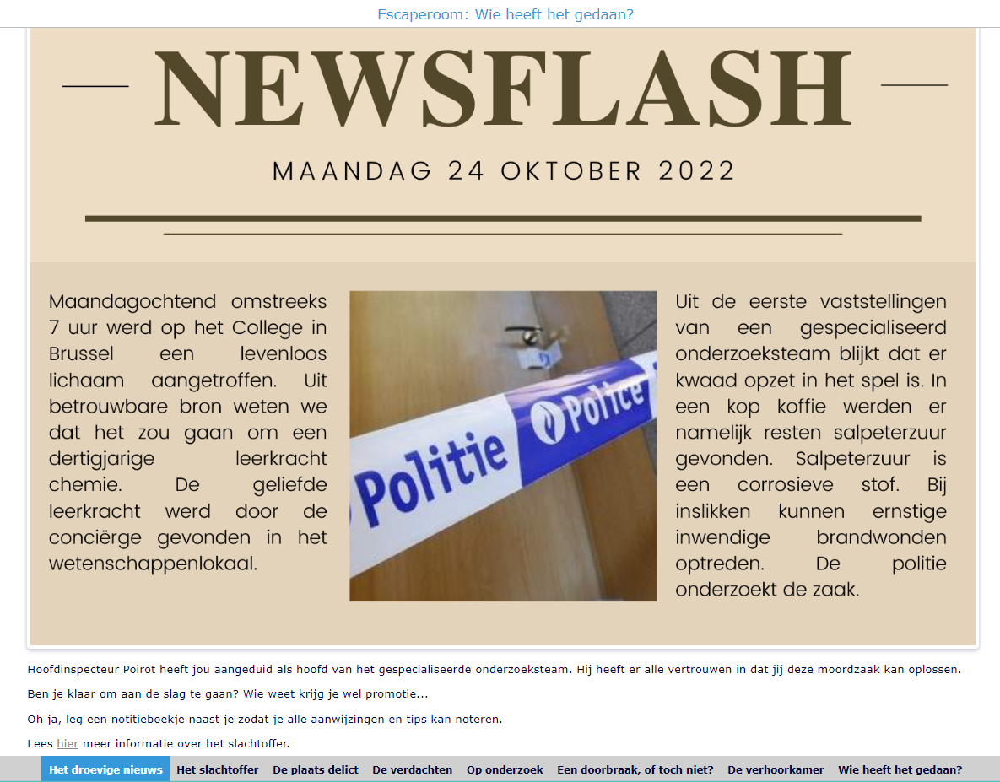 Escaperoom: Wie heeft het gedaan?
NEWSFLASH
MAANDAG 24 OKTOBER 2022
Maandagochtend omstreeks
7 uur werd op het College in
Brussel een levenloos
lichaam aangetroffen. Uit
betrouwbare bron weten we
dat het zou gaan om een
dertigjarige leerkracht
chemie. De geliefde
leerkracht werd door de
conciërge gevonden in het
wetenschappenlokaal.
Politie
Police
Uit de eerste vaststellingen
van een gespecialiseerd
onderzoeksteam blijkt dat er
kwaad opzet in het spel is. In
een kop koffie werden er
namelijk resten salpeterzuur
gevonden. Salpeterzuur is
een corrosieve stof. Bij
inslikken kunnen ernstige
inwendige brandwonden
optreden. De politie
onderzoekt de zaak.
Hoofdinspecteur Poirot heeft jou aangeduid als hoofd van het gespecialiseerde onderzoeksteam. Hij heeft er alle vertrouwen in dat jij deze moordzaak kan oplossen.
Ben je klaar om aan de slag te gaan? Wie weet krijg je wel promotie...
Oh ja, leg een notitieboekje naast je zodat je alle aanwijzingen en tips kan noteren.
Lees hier meer informatie over het slachtoffer.
Het droevige nieuws Het slachtoffer De plaats delict De verdachten Op onderzoek Een doorbraak, of toch niet? De verhoorkamer Wie heeft het gedaan?